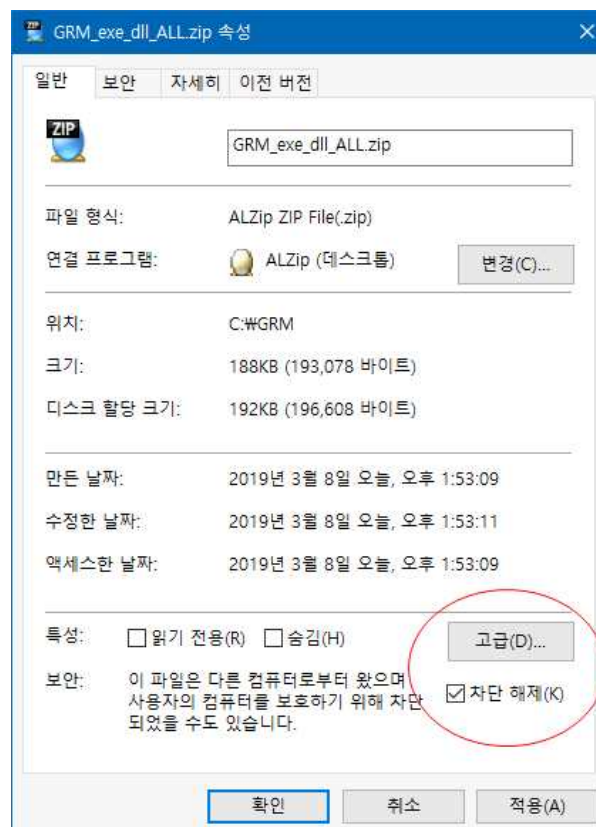 GRM_exe_dll_ALL.zip 속성
일반 보안 자세히 이전 버전
ZIP
GRM_exe_dll_ALL.zip
파일 형식: ALZip ZIP File(.zip)
연결 프로그램: ALZip (데스크톱) 변경(C)...
위치: C:₩GRM
크기: 188KB (193,078 바이트)
디스크 할당 크기: 192KB (196,608 바이트)
만든 날짜: 2019년 3월 8일 오늘, 오후 1:53:09
수정한 날짜: 2019년 3월 8일 오늘, 오후 1:53:11
액세스한 날짜: 2019년 3월 8일 오늘, 오후 1:53:09
특성: 읽기 전용(R) 숨김(H) 고급(D)...
보안: 이 파일은 다른 컴퓨터로부터 왔으며
사용자의 컴퓨터를 보호하기 위해 차단 차단 해제(K)
되었을 수도 있습니다.
확인 취소 적용(A)